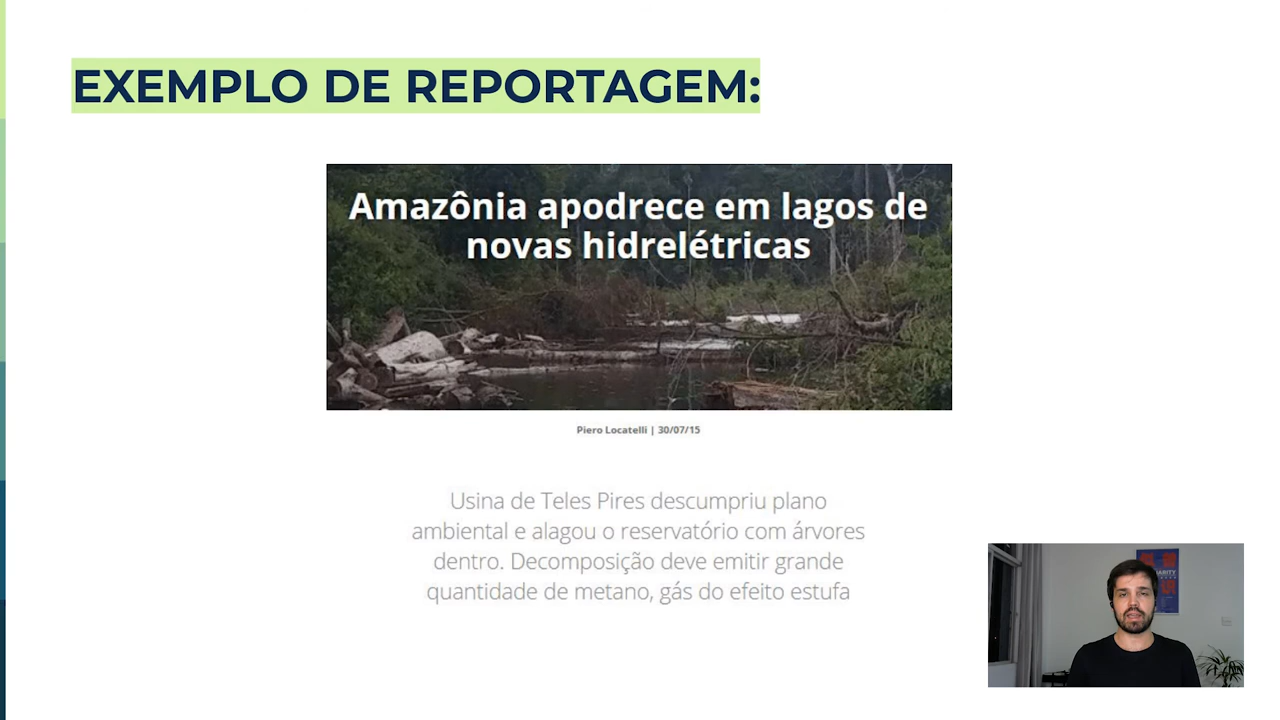 EXEMPLO DE REPORTAGEM:
Amazônia apodrece em lagos de
novas hidrelétricas
Piero Locatelli | 30/07/15
Usina de Teles Pires descumpriu plano
ambiental e alagou o reservatório com árvores
dentro. Decomposição deve emitir grande
quantidade de metano, gás do efeito estufa